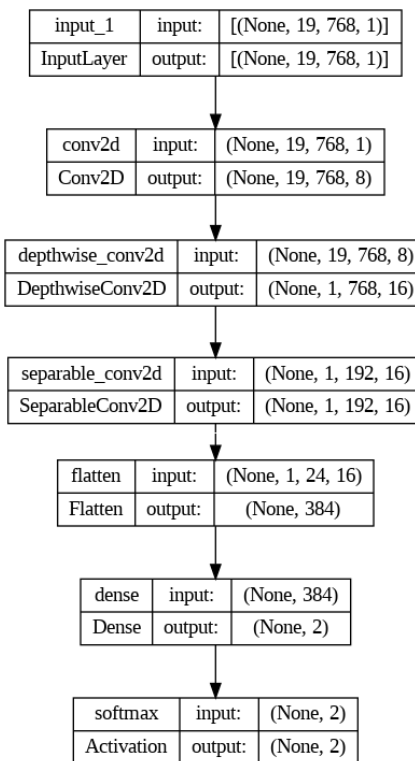 input_1 input: [(None, 19, 768, 1)]
InputLayer output: [(None, 19, 768, 1)]
conv2d input: (None, 19, 768, 1)
Conv2D output: (None, 19, 768, 8)
depthwise_conv2d input: (None, 19, 768, 8)
DepthwiseConv2D output: (None, 1, 768, 16)
separable_conv2d input: (None, 1, 192, 16)
SeparableConv2D output: (None, 1, 192, 16)
flatten input: (None, 1, 24, 16)
Flatten output: (None, 384)
dense input: (None, 384)
Dense output: (None, 2)
softmax input: (None, 2)
Activation output: (None, 2)